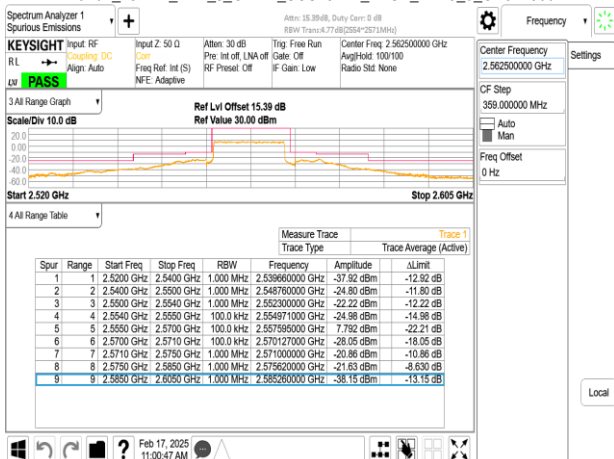 Spectrum Analyzer 1
Spurious Emissions
Attn: 15.39dB, Duty Corr: 0 dB
RBW Trans:4.77dB(2554~2571MHz)
Frequency
Settings
KEYSIGHT
RL
PASS
Input: RF
Coupling: DC
Align: Auto
Input Z: 50 Ω
Corr
Freq Ref: Int (S)
NFE: Adaptive
Atten: 30 dB
Pre: Int off, LNA off
RF Preset: Off
Trig: Free Run
Gate: Off
IF Gain: Low
Center Freq: 2.562500000 GHz
Avg|Hold: 100/100
Radio Std: None
Center Frequency
2.562500000 GHz
CF Step
359.000000 MHz
Auto
Man
Freq Offset
0 Hz
Local
3 All Range Graph
Scale/Div 10.0 dB
Ref Lvl Offset 15.39 dB
Ref Value 30.00 dBm
20.0
0.00
-20.0
-40.0
-60.0
Start 2.520 GHz
Stop 2.605 GHz
4 All Range Table
Measure Trace Trace 1
Trace Type Trace Average (Active)
Spur Range Start Freq Stop Freq RBW Frequency Amplitude ΔLimit
1 1 2.5200 GHz 2.5400 GHz 1.000 MHz 2.539660000 GHz -37.92 dBm -12.92 dB
2 2 2.5400 GHz 2.5500 GHz 1.000 MHz 2.548760000 GHz -24.80 dBm -11.80 dB
3 3 2.5500 GHz 2.5540 GHz 1.000 MHz 2.552300000 GHz -22.22 dBm -12.22 dB
4 4 2.5540 GHz 2.5550 GHz 100.0 kHz 2.554971000 GHz -24.98 dBm -14.98 dB
5 5 2.5550 GHz 2.5700 GHz 100.0 kHz 2.557595000 GHz 7.792 dBm -22.21 dB
6 6 2.5700 GHz 2.5710 GHz 100.0 kHz 2.570127000 GHz -28.05 dBm -18.05 dB
7 7 2.5710 GHz 2.5750 GHz 1.000 MHz 2.571000000 GHz -20.86 dBm -10.86 dB
8 8 2.5750 GHz 2.5850 GHz 1.000 MHz 2.575620000 GHz -21.63 dBm -8.630 dB
9 9 2.5850 GHz 2.6050 GHz 1.000 MHz 2.585260000 GHz -38.15 dBm -13.15 dB
Feb 17, 2025
11:00:47 AM